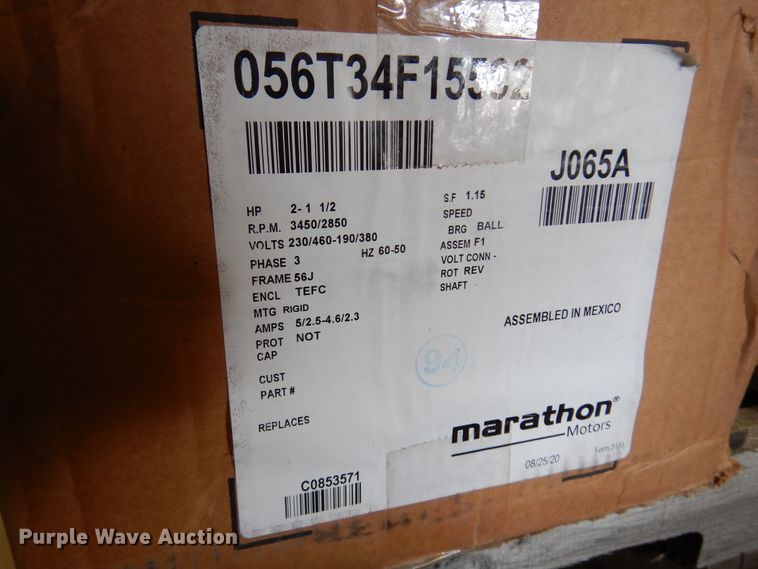 056T34F15592
J065A
HP 2- 1 1/2
R.P.M. 3450/2850
VOLTS 230/460-190/380
PHASE 3 HZ 60-50
FRAME 56J
ENCL TEFC
MTG RIGID
AMPS 5/2.5-4.6/2.3
PROT NOT
CAP
CUST
PART #
REPLACES
S.F 1.15
SPEED
BRG BALL
ASSEM F1
VOLT CONN -
ROT REV
SHAFT -
ASSEMBLED IN MEXICO
94
marathon®
Motors
08/25/20
C0853571
Purple Wave Auction